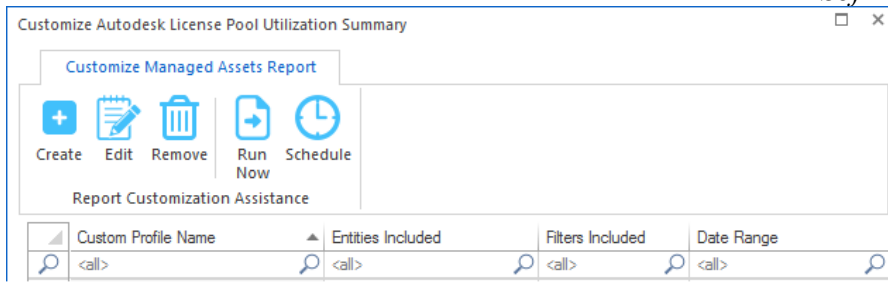 Customize Autodesk License Pool Utilization Summary
Customize Managed Assets Report
Create Edit Remove Run Now Schedule
Report Customization Assistance
Custom Profile Name Entities Included Filters Included Date Range
<all> <all> <all> <all>